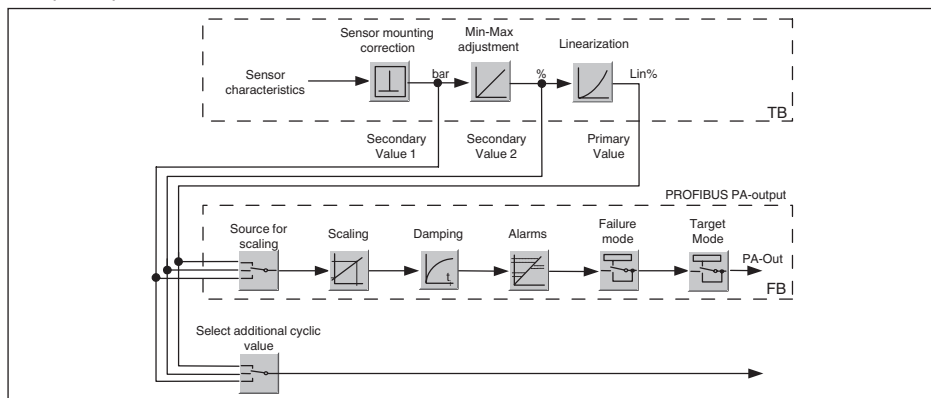 Sensor mounting
correction
Min-Max
adjustment
Linearization
Sensor
characteristics
bar
%
Lin%
TB
Secondary
Value 1
Secondary
Value 2
Primary
Value
PROFIBUS PA-output
Source for
scaling
Scaling
Damping
Alarms
Failure
mode
Target
Mode
t
PA-Out
FB
Select additional cyclic
value